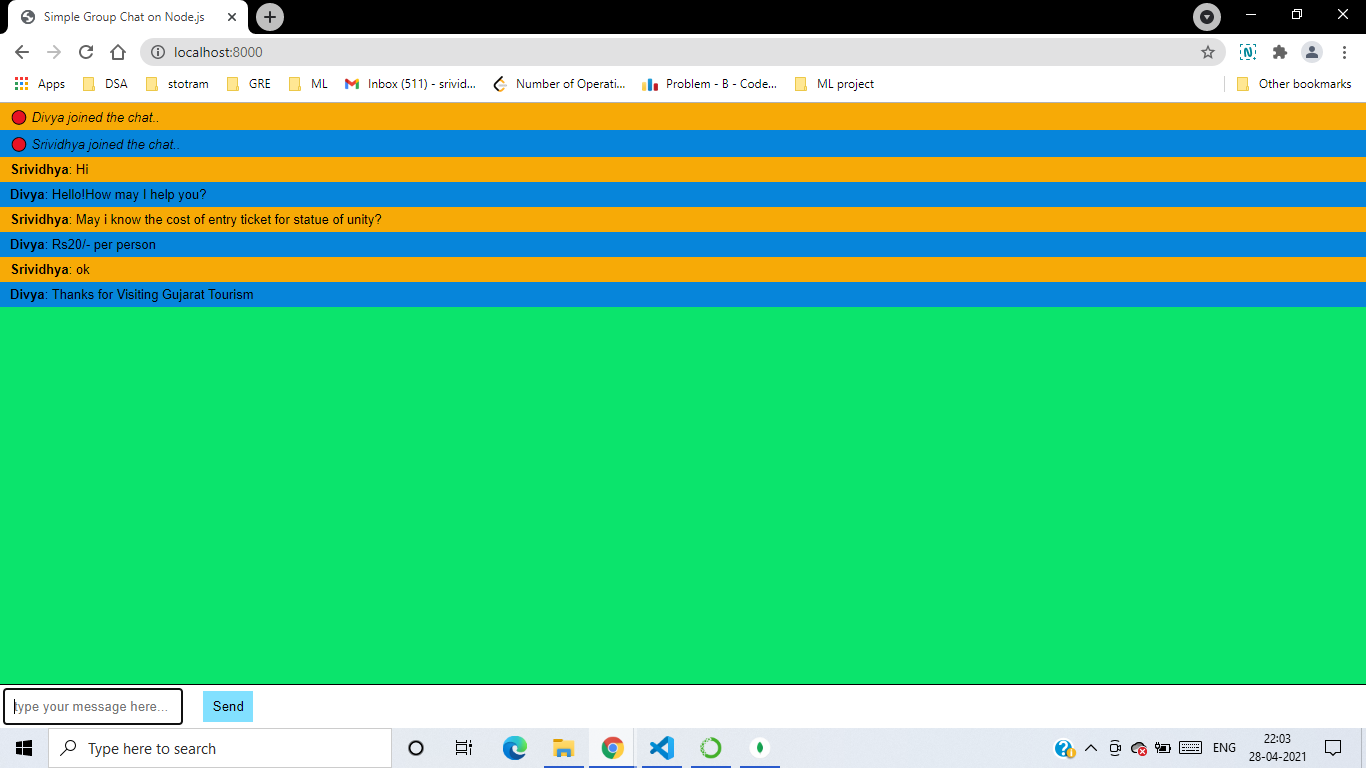 Simple Group Chat on Node.js
localhost:8000
Apps DSA stotram GRE ML Inbox (511) - srivid... Number of Operati... Problem - B - Code... ML project Other bookmarks
Divya joined the chat..
Srividhya joined the chat..
Srividhya: Hi
Divya: Hello!How may I help you?
Srividhya: May i know the cost of entry ticket for statue of unity?
Divya: Rs20/- per person
Srividhya: ok
Divya: Thanks for Visiting Gujarat Tourism
type your message here... Send
Type here to search ENG 22:03
28-04-2021